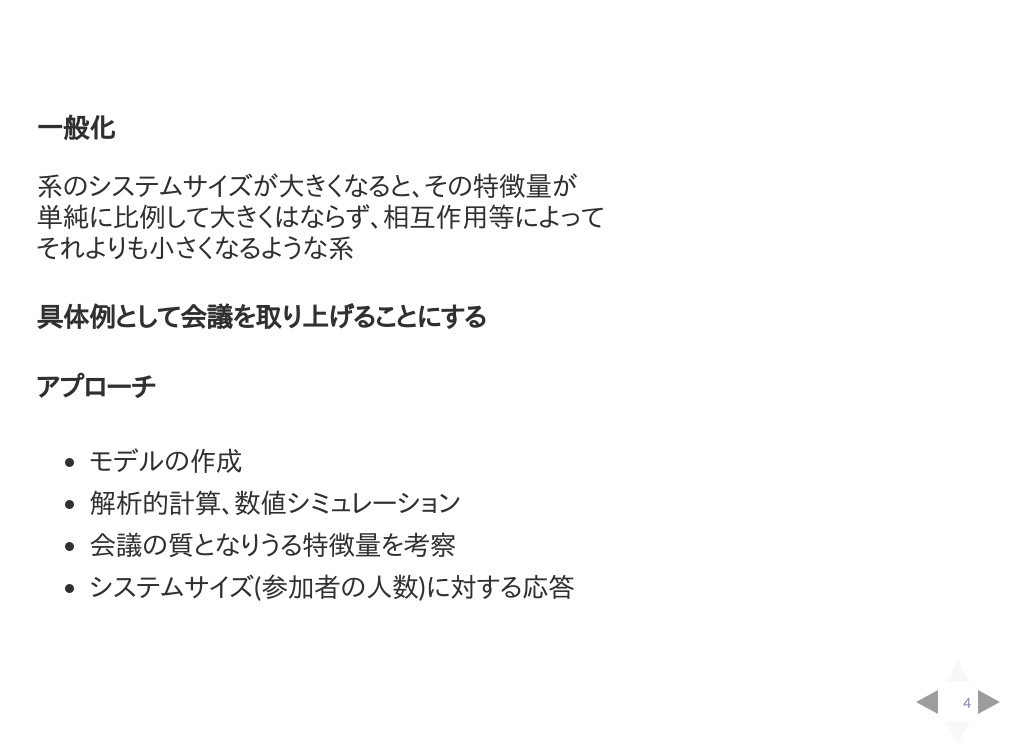 一般化
系のシステムサイズが大きくなると、その特徴量が
単純に比例して大きくはならず、相互作用等によって
それよりも小さくなるような系
具体例として会議を取り上げることにする
アプローチ
• モデルの作成
• 解析的計算、数値シミュレーション
• 会議の質となりうる特徴量を考察
• システムサイズ(参加者の人数)に対する応答
4